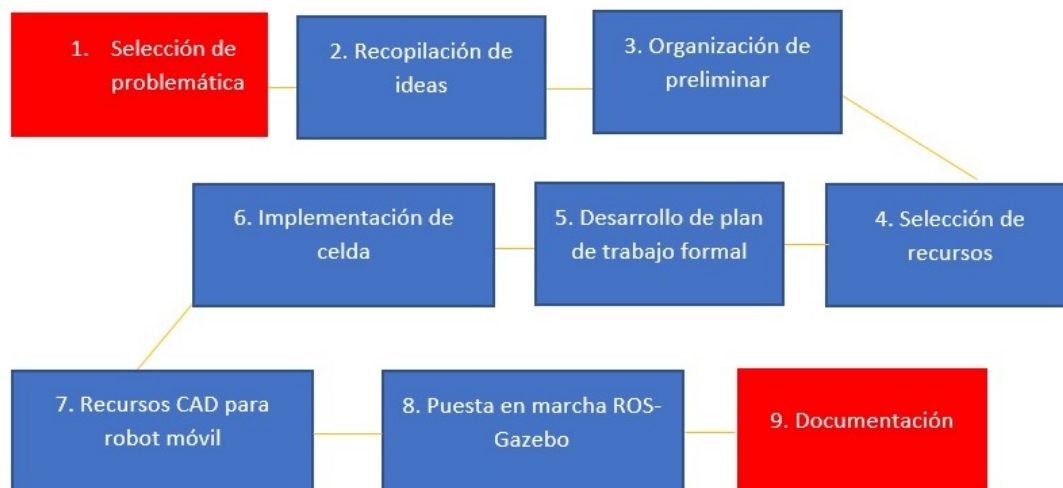 1. Selección de
problemática
2. Recopilación de
ideas
3. Organización de
preliminar
4. Selección de
recursos
5. Desarrollo de plan
de trabajo formal
6. Implementación de
celda
7. Recursos CAD para
robot móvil
8. Puesta en marcha ROS-
Gazebo
9. Documentación